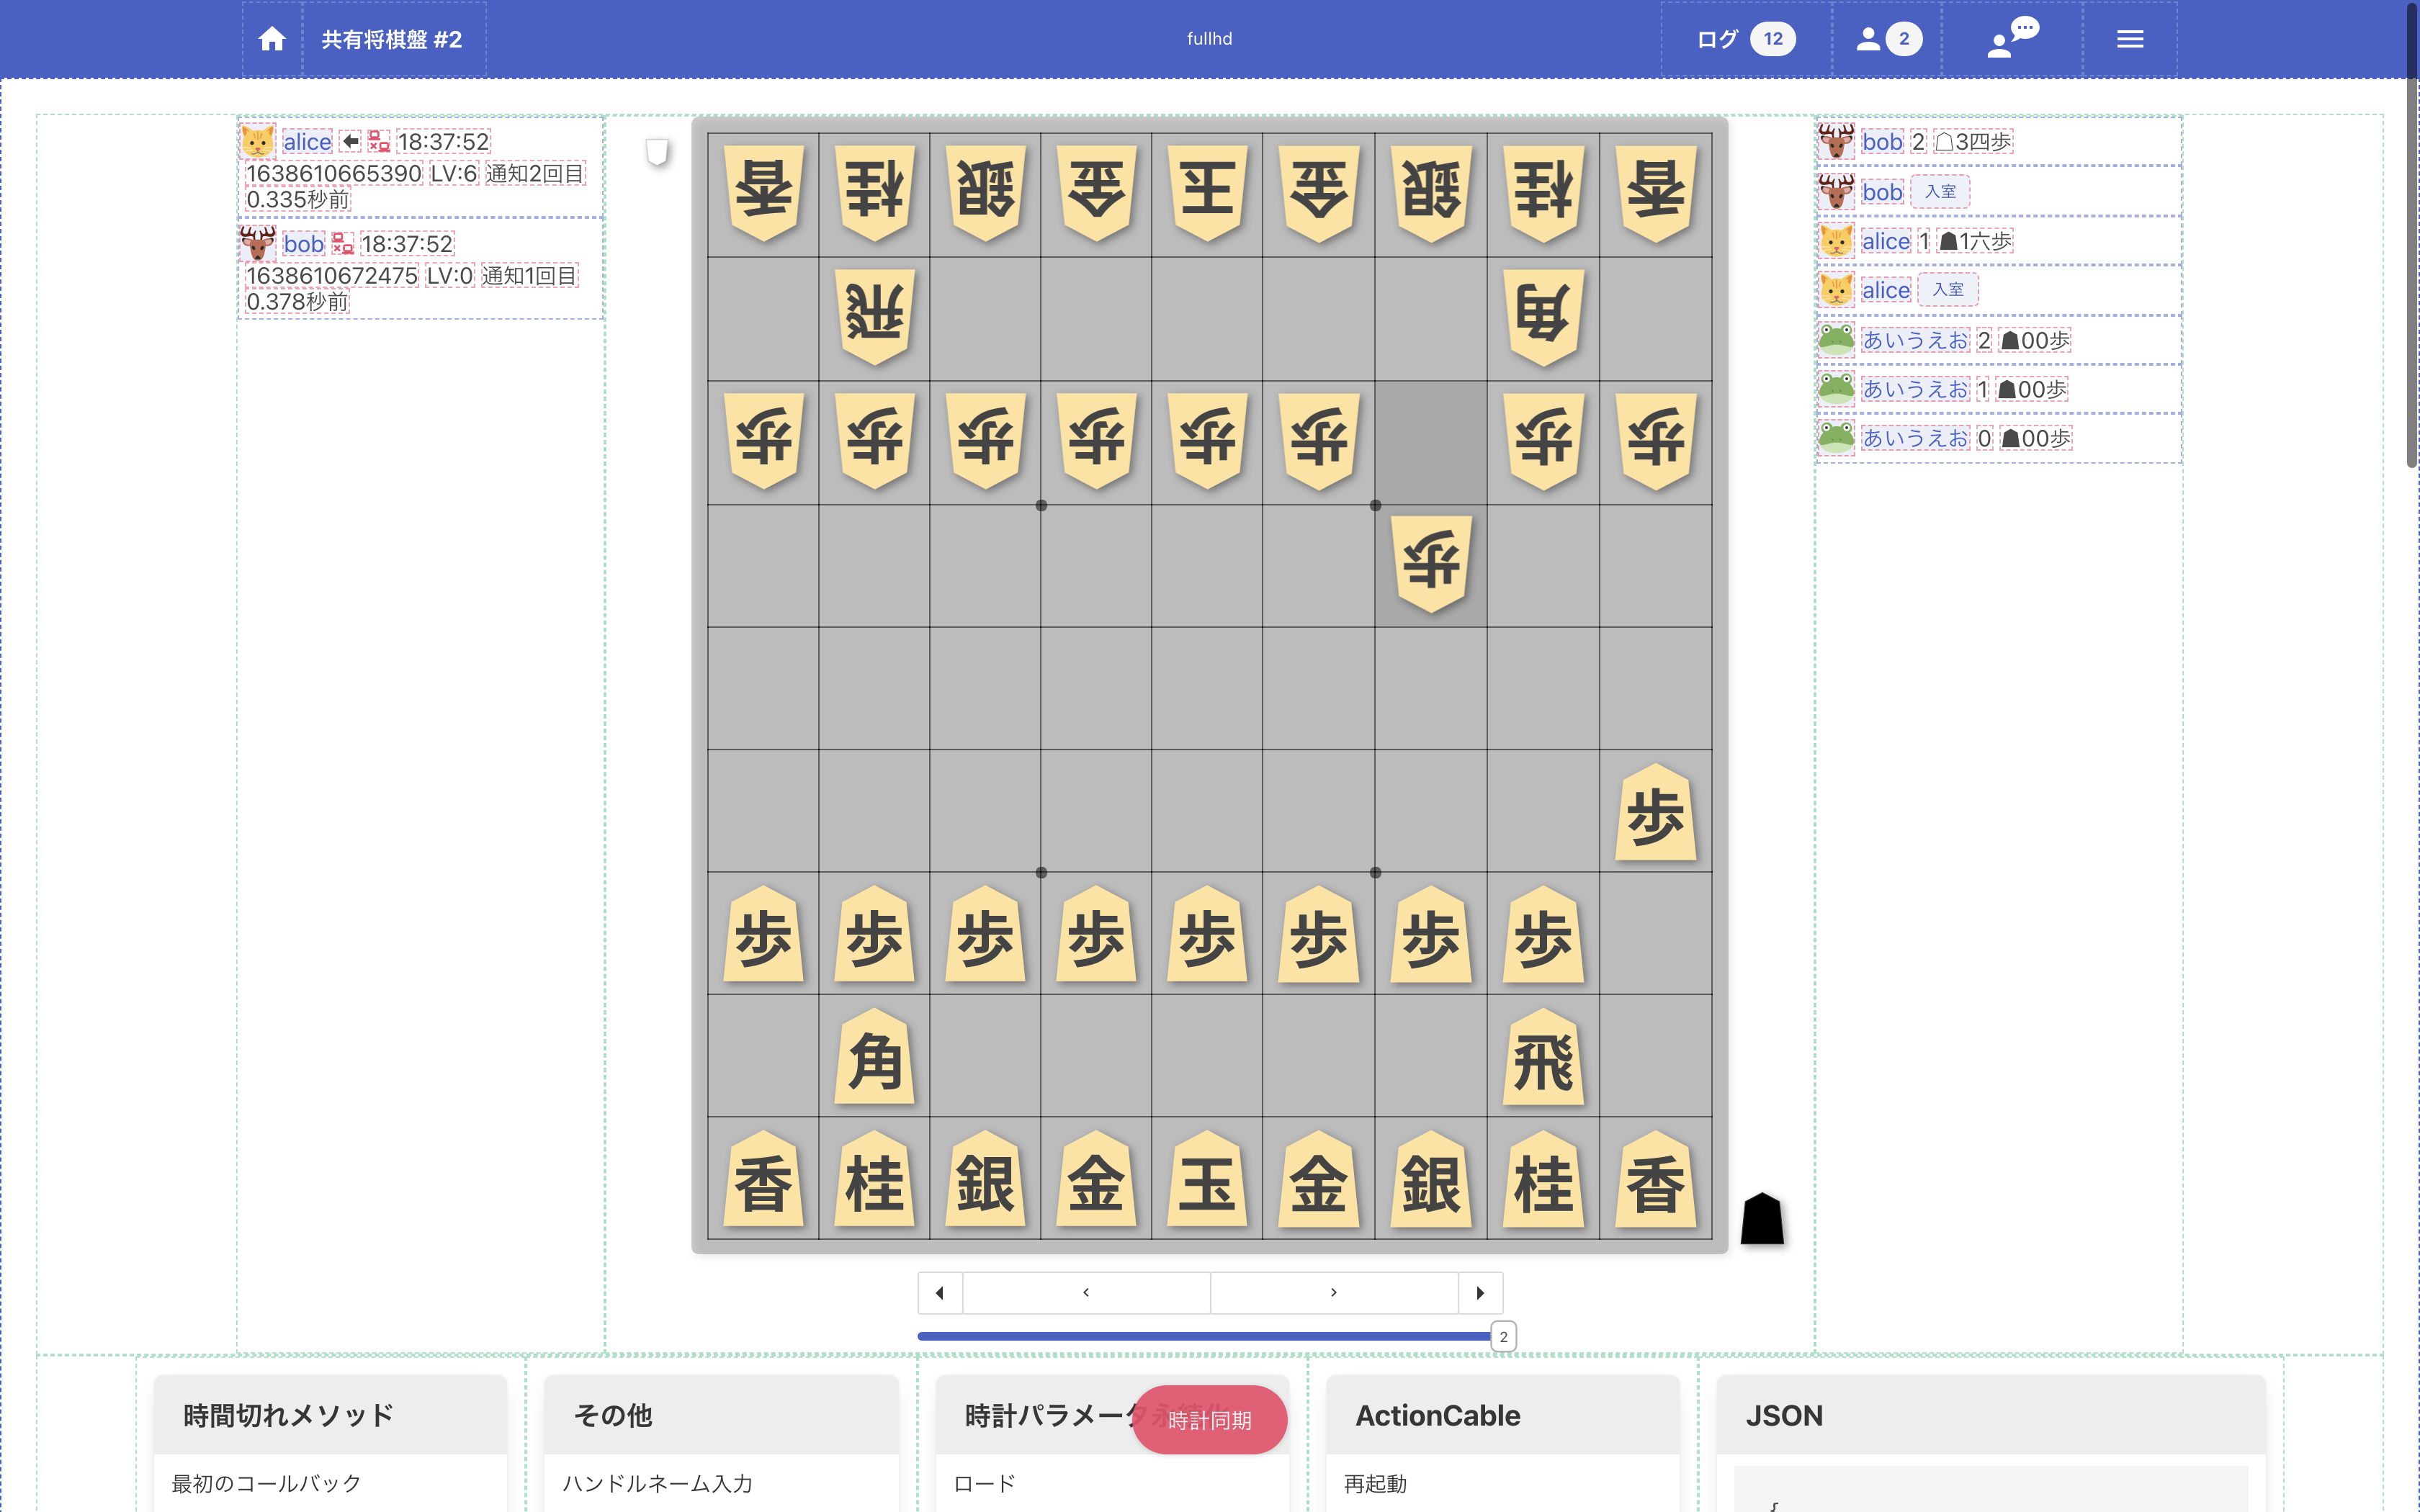 共有将棋盤 #2
fullhd
ログ 12
2
alice 18:37:52
1638610665390 LV:6 通知2回目
0.335秒前
bob 18:37:52
1638610672475 LV:0 通知1回目
0.378秒前
香 桂 銀 金 玉 金 銀 桂 香
飛 角
歩 歩 歩 歩 歩 歩 歩 歩
歩
歩
歩 歩 歩 歩 歩 歩 歩 歩
角 飛
香 桂 銀 金 玉 金 銀 桂 香
2
bob 2 ☖3四歩
bob 入室
alice 1 ☗1六歩
alice 入室
あいうえお 2 ☗00歩
あいうえお 1 ☗00歩
あいうえお 0 ☗00歩
時間切れメソッド
最初のコールバック
その他
ハンドルネーム入力
時計パラメータ
時計同期
ロード
ActionCable
再起動
JSON
{